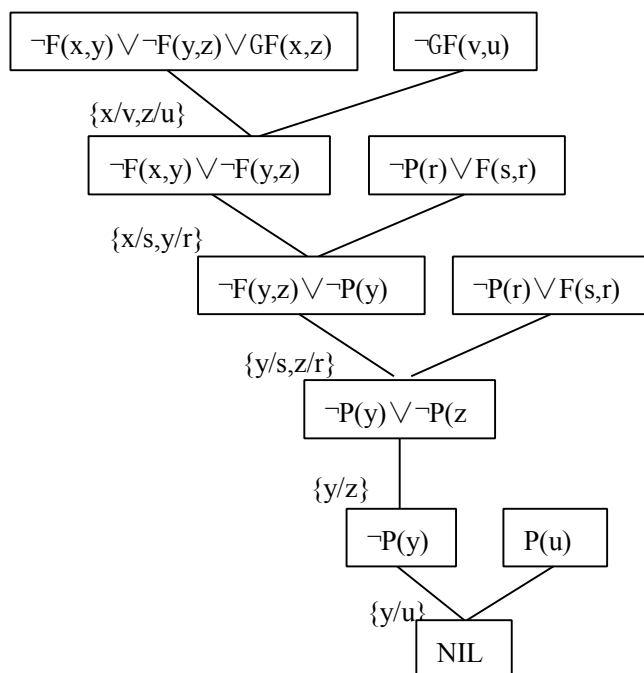 ¬F(x,y)∨¬F(y,z)∨GF(x,z)
¬GF(v,u)
{x/v,z/u}
¬F(x,y)∨¬F(y,z)
¬P(r)∨F(s,r)
{x/s,y/r}
¬F(y,z)∨¬P(y)
¬P(r)∨F(s,r)
{y/s,z/r}
¬P(y)∨¬P(z
{y/z}
¬P(y)
P(u)
{y/u}
NIL